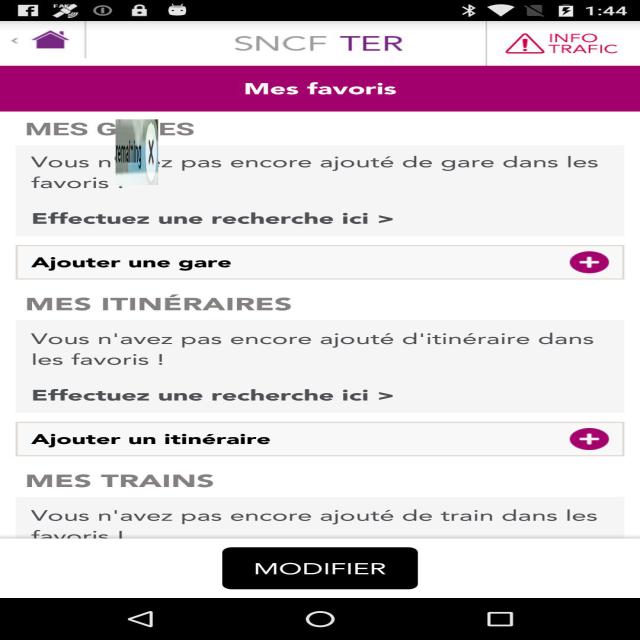 1:44
<
SNCF TER
INFO
TRAFIC
Mes favoris
MES G ES
remaining X
Vous n' ez pas encore ajouté de gare dans les
favoris !
Effectuez une recherche ici >
Ajouter une gare
MES ITINÉRAIRES
Vous n'avez pas encore ajouté d'itinéraire dans
les favoris !
Effectuez une recherche ici >
Ajouter un itinéraire
MES TRAINS
Vous n'avez pas encore ajouté de train dans les
favoris !
MODIFIER